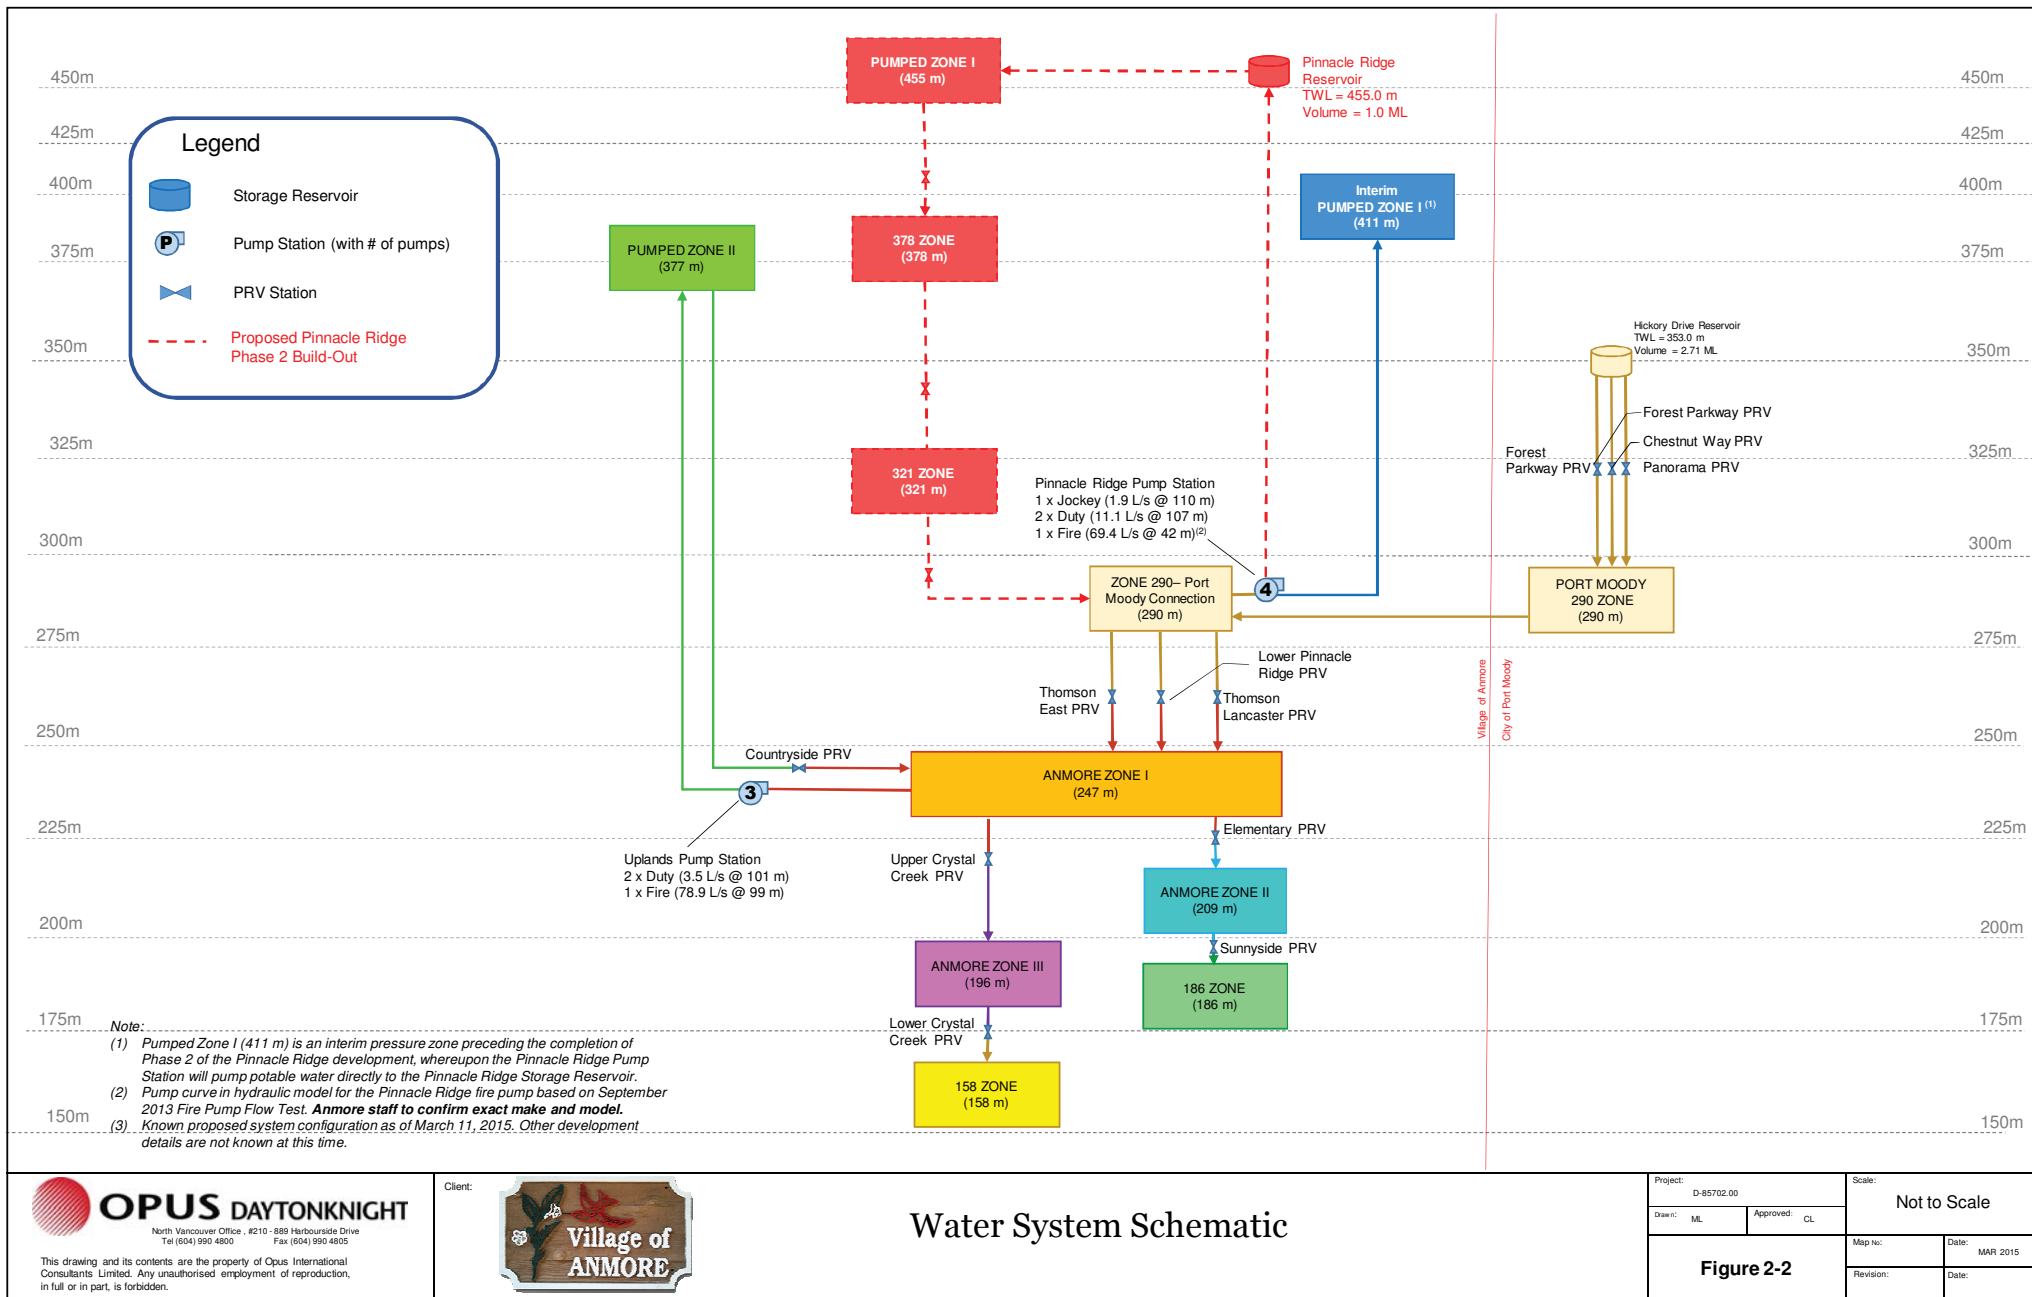 450m
425m
400m
375m
350m
325m
300m
275m
250m
225m
200m
175m
150m
Legend
Storage Reservoir
P
Pump Station (with # of pumps)
PRV Station
Proposed Pinnacle Ridge
Phase 2 Build-Out
PUMPED ZONE I
(455 m)
Pinnacle Ridge
Reservoir
TWL = 455.0 m
Volume = 1.0 ML
378 ZONE
(378 m)
321 ZONE
(321 m)
Interim
PUMPED ZONE I (1)
(411 m)
PUMPED ZONE II
(377 m)
Hickory Drive Reservoir
TWL = 353.0 m
Volume = 2.71 ML
Forest Parkway PRV
Chestnut Way PRV
Panorama PRV
Forest
Parkway PRV
Pinnacle Ridge Pump Station
1 x Jockey (1.9 L/s @ 110 m)
2 x Duty (11.1 L/s @ 107 m)
1 x Fire (69.4 L/s @ 42 m)(2)
4
ZONE 290– Port
Moody Connection
(290 m)
PORT MOODY
290 ZONE
(290 m)
Village of Anmore
City of Port Moody
Lower Pinnacle
Ridge PRV
Thomson
East PRV
Thomson
Lancaster PRV
Countryside PRV
3
ANMORE ZONE I
(247 m)
Uplands Pump Station
2 x Duty (3.5 L/s @ 101 m)
1 x Fire (78.9 L/s @ 99 m)
Upper Crystal
Creek PRV
Elementary PRV
ANMORE ZONE II
(209 m)
Sunnyside PRV
186 ZONE
(186 m)
ANMORE ZONE III
(196 m)
Lower Crystal
Creek PRV
158 ZONE
(158 m)
450m
425m
400m
375m
350m
325m
300m
275m
250m
225m
200m
175m
150m
Note:
(1) Pumped Zone I (411 m) is an interim pressure zone preceding the completion of
Phase 2 of the Pinnacle Ridge development, whereupon the Pinnacle Ridge Pump
Station will pump potable water directly to the Pinnacle Ridge Storage Reservoir.
(2) Pump curve in hydraulic model for the Pinnacle Ridge fire pump based on September
2013 Fire Pump Flow Test. Anmore staff to confirm exact make and model.
(3) Known proposed system configuration as of March 11, 2015. Other development
details are not known at this time.
OPUS DAYTONKNIGHT
North Vancouver Office , #210 - 889 Harbourside Drive
Tel (604) 990 4800 Fax (604) 990 4805
This drawing and its contents are the property of Opus International
Consultants Limited. Any unauthorised employment of reproduction,
in full or in part, is forbidden.
Client:
Village of
ANMORE
Water System Schematic
Project:
D-85702.00
Drawn: ML
Approved: CL
Figure 2-2
Scale:
Not to Scale
Map No:
Date:
MAR 2015
Revision:
Date: